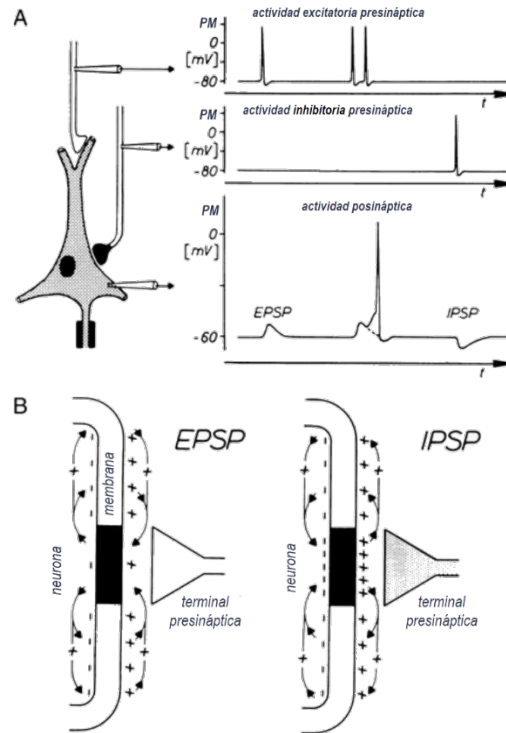 A
actividad excitatoria presináptica
PM
0
[mV]
-80
t
PM
actividad inhibitoria presináptica
0
[mV]
-80
t
PM
actividad posináptica
0
[mV]
EPSP
IPSP
-60
t
B
EPSP
IPSP
membrana
neurona
terminal
presináptica
neurona
terminal
presináptica